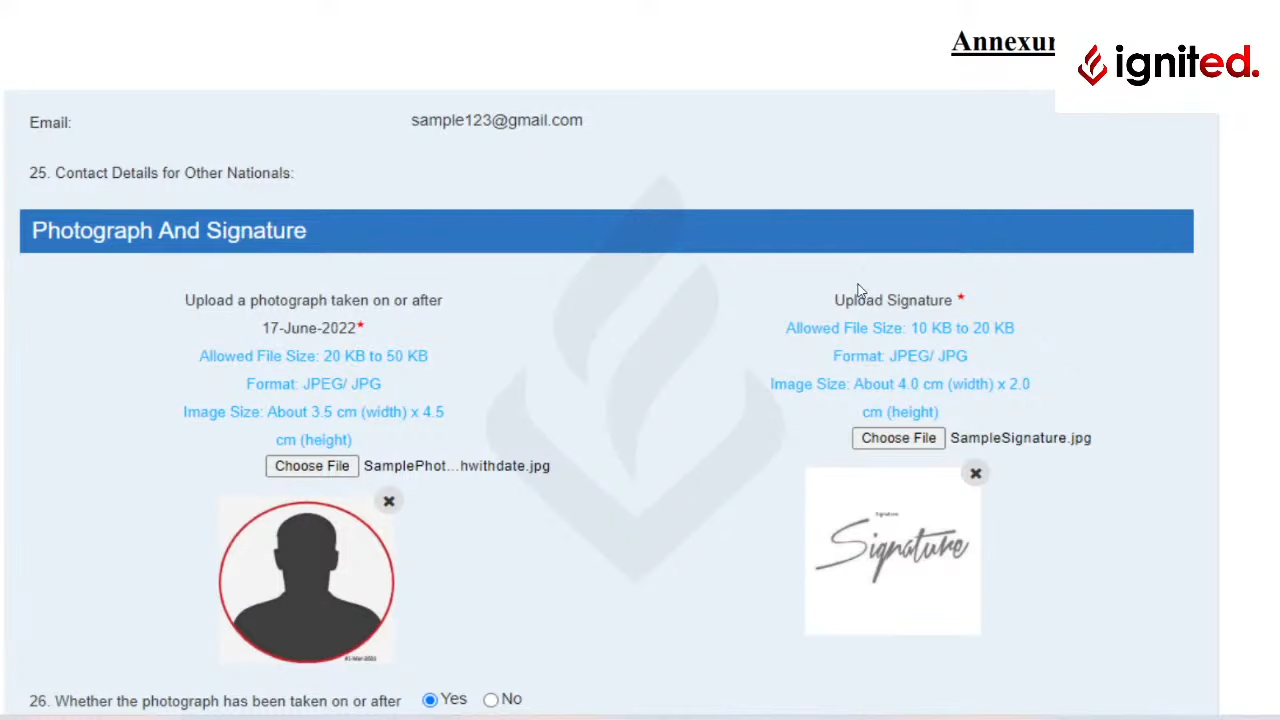 Annexur
ignited.
Email:
sample123@gmail.com
25. Contact Details for Other Nationals:
Photograph And Signature
Upload a photograph taken on or after
17-June-2022*
Allowed File Size: 20 KB to 50 KB
Format: JPEG/ JPG
Image Size: About 3.5 cm (width) x 4.5
cm (height)
Choose File SamplePhot...hwithdate.jpg
Upload Signature *
Allowed File Size: 10 KB to 20 KB
Format: JPEG/ JPG
Image Size: About 4.0 cm (width) x 2.0
cm (height)
Choose File SampleSignature.jpg
Signature
Signature
26. Whether the photograph has been taken on or after
Yes
No